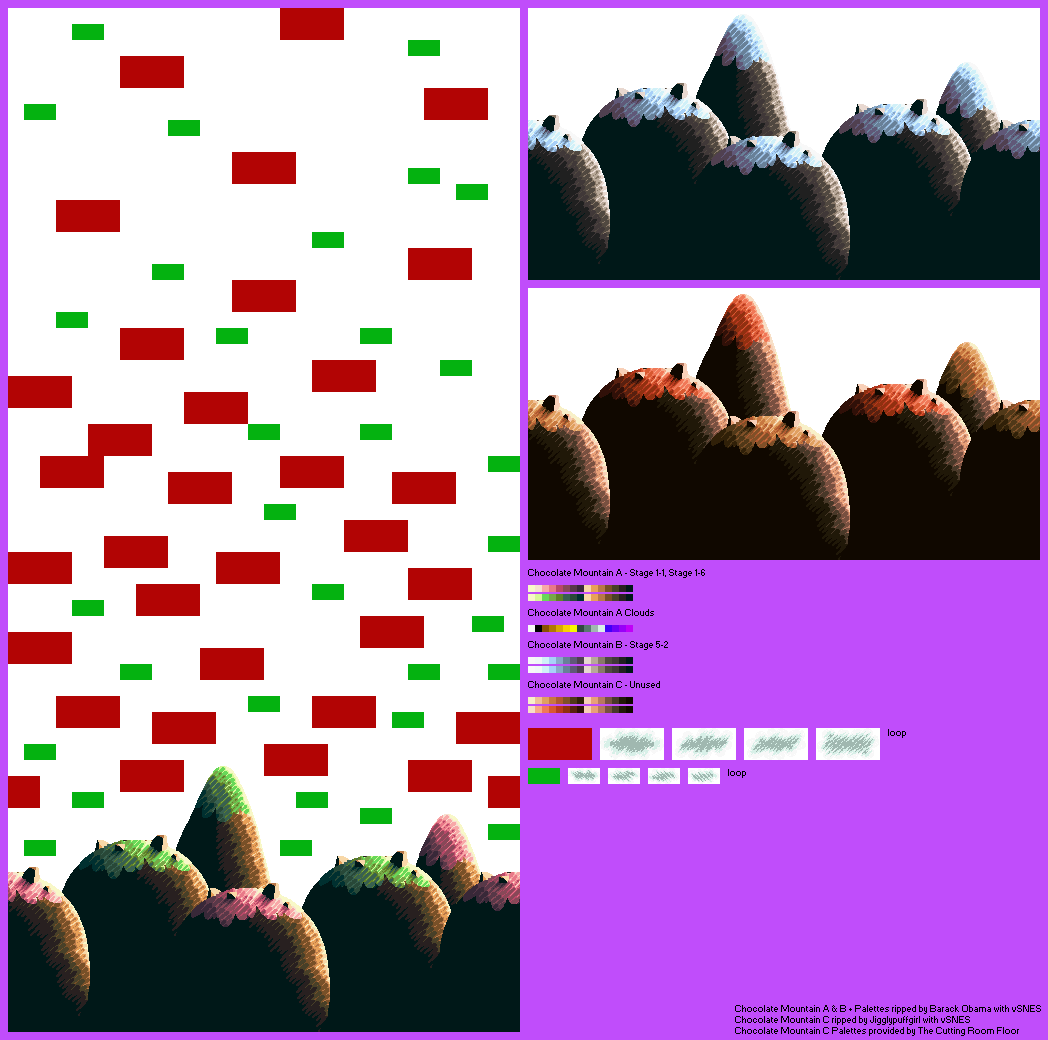 Chocolate Mountain A - Stage 1-1, Stage 1-6
Chocolate Mountain A Clouds
Chocolate Mountain B - Stage 5-2
Chocolate Mountain C - Unused
loop
loop
Chocolate Mountain A & B + Palettes ripped by Barack Obama with vSNES
Chocolate Mountain C ripped by Jigglypuffgirl with vSNES
Chocolate Mountain C Palettes provided by The Cutting Room Floor